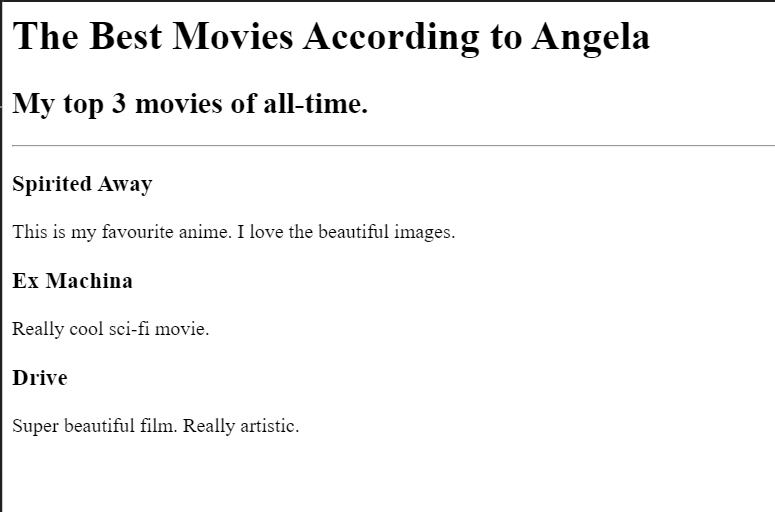 The Best Movies According to Angela
My top 3 movies of all-time.
Spirited Away
This is my favourite anime. I love the beautiful images.
Ex Machina
Really cool sci-fi movie.
Drive
Super beautiful film. Really artistic.